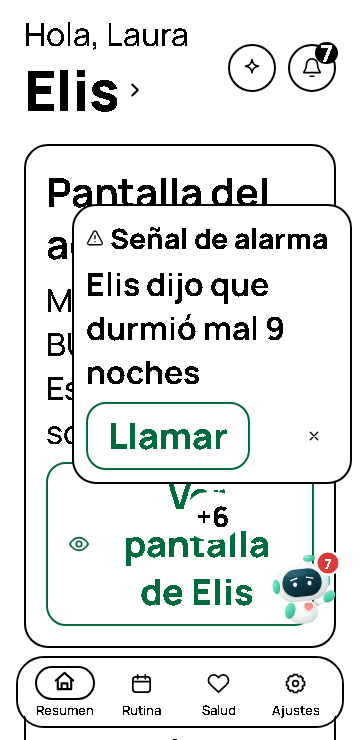 Hola, Laura
Elis
7
Pantalla del
Señal de alarma
Elis dijo que
durmió mal 9
noches
Llamar
+6
pantalla
de Elis
7
Resumen
Rutina
Salud
Ajustes